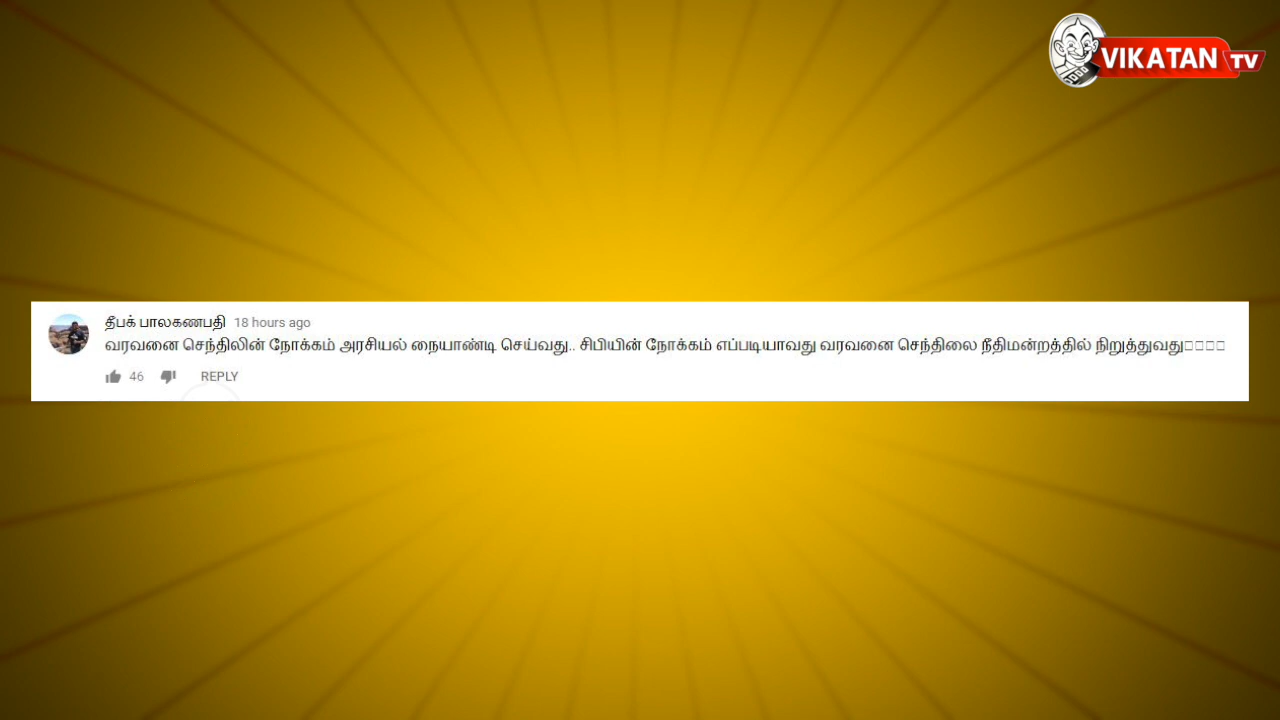 VIKATAN TV
தீபக் பாலகணபதி 18 hours ago
வரவனை செந்திலின் நோக்கம் அரசியல் நையாண்டி செய்வது.. சிபியின் நோக்கம் எப்படியாவது வரவனை செந்திலை நீதிமன்றத்தில் நிறுத்துவது
46 REPLY